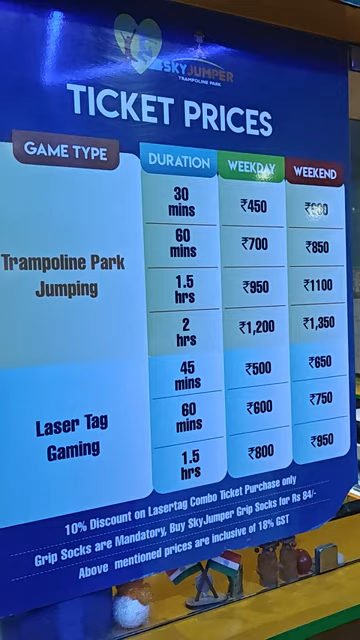 SKYJUMPER
TRAMPOLINE PARK
TICKET PRICES
GAME TYPE DURATION WEEKDAY WEEKEND
Trampoline Park Jumping
30 mins ₹450
60 mins ₹700 ₹850
1.5 hrs ₹950 ₹1100
2 hrs ₹1,200 ₹1,350
Laser Tag Gaming
45 mins ₹500 ₹650
60 mins ₹600 ₹750
1.5 hrs ₹800 ₹950
10% Discount on Lasertag Combo Ticket Purchase only
Grip Socks are Mandatory, Buy SkyJumper Grip Socks for Rs 84/-
Above mentioned prices are inclusive of 18% GST